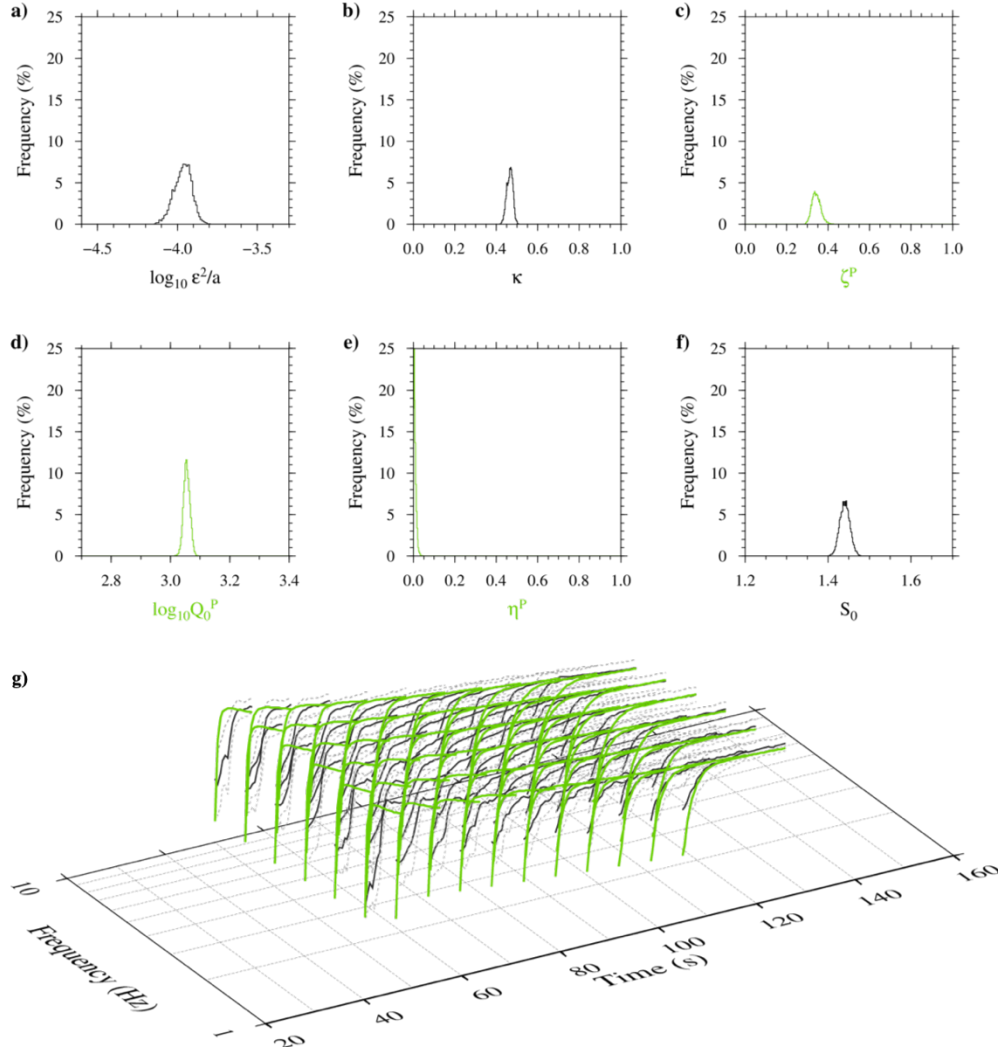 a)
b)
c)
25
20
15
10
5
0
Frequency (%)
−4.5 −4.0 −3.5
log₁₀ ε²/a
25
20
15
10
5
0
Frequency (%)
0.0 0.2 0.4 0.6 0.8 1.0
κ
25
20
15
10
5
0
Frequency (%)
0.0 0.2 0.4 0.6 0.8 1.0
ζᴾ
d)
e)
f)
25
20
15
10
5
0
Frequency (%)
2.8 3.0 3.2 3.4
log₁₀Q₀ᴾ
25
20
15
10
5
0
Frequency (%)
0.0 0.2 0.4 0.6 0.8 1.0
ηᴾ
25
20
15
10
5
0
Frequency (%)
1.2 1.4 1.6
S₀
g)
10
Frequency (Hz)
1
20 40 60 80 100 120 140 160
Time (s)